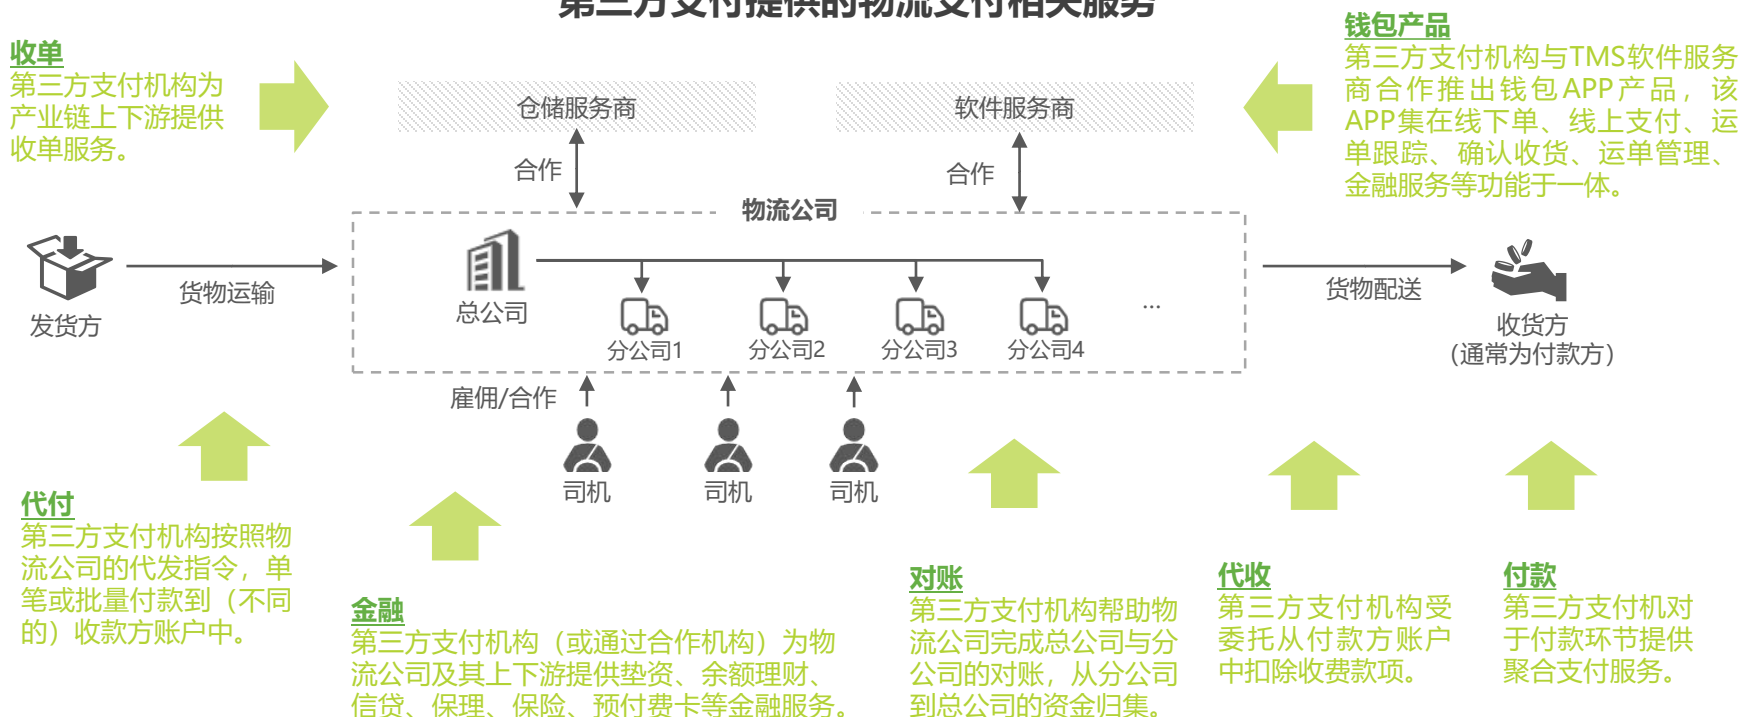 第三方支付提供的物流支付相关服务
收单
第三方支付机构为
产业链上下游提供
收单服务。
仓储服务商
软件服务商
钱包产品
第三方支付机构与TMS软件服务
商合作推出钱包APP产品，该
APP集在线下单、线上支付、运
单跟踪、确认收货、运单管理、
金融服务等功能于一体。
合作
合作
物流公司
发货方
货物运输
总公司
分公司1
分公司2
分公司3
分公司4
...
货物配送
收货方
（通常为付款方）
雇佣/合作
司机
司机
司机
代付
第三方支付机构按照物
流公司的代发指令，单
笔或批量付款到（不同
的）收款方账户中。
金融
第三方支付机构（或通过合作机构）为物
流公司及其上下游提供垫资、余额理财、
信贷、保理、保险、预付费卡等金融服务。
对账
第三方支付机构帮助物
流公司完成总公司与分
公司的对账，从分公司
到总公司的资金归集。
代收
第三方支付机构受
委托从付款方账户
中扣除收费款项。
付款
第三方支付机对
于付款环节提供
聚合支付服务。